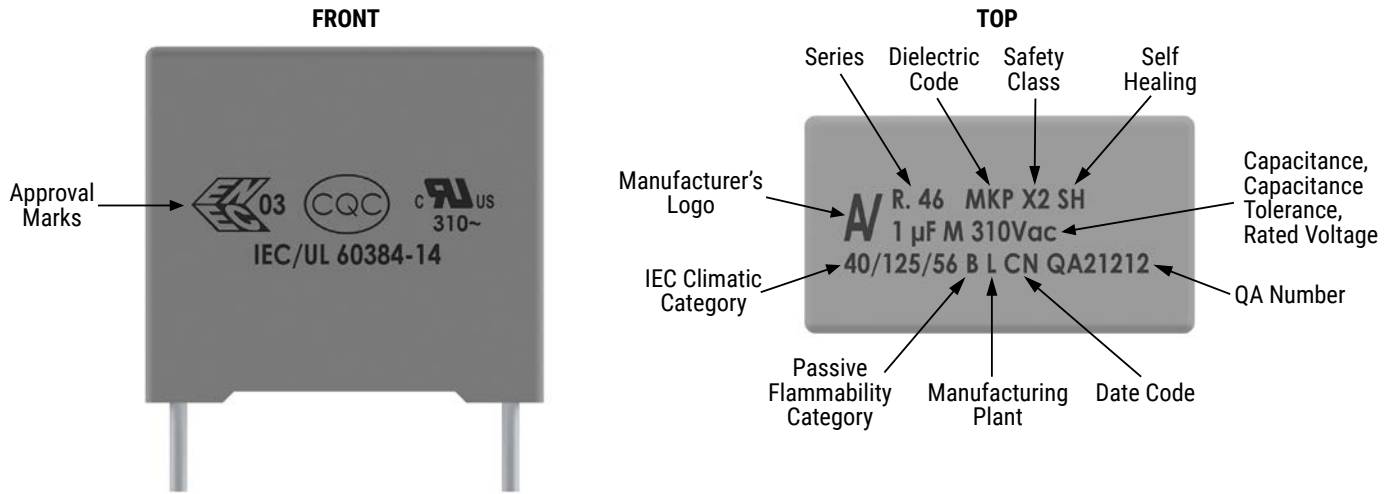 FRONT
Approval
Marks
ENEC 03
CQC
C RU US
310~
IEC/UL 60384-14
TOP
Series
Dielectric
Code
Safety
Class
Self
Healing
Manufacturer's
Logo
R. 46 MKP X2 SH
1 µF M 310Vac
40/125/56 B L CN QA21212
Capacitance,
Capacitance
Tolerance,
Rated Voltage
IEC Climatic
Category
QA Number
Passive
Flammability
Category
Manufacturing
Plant
Date Code